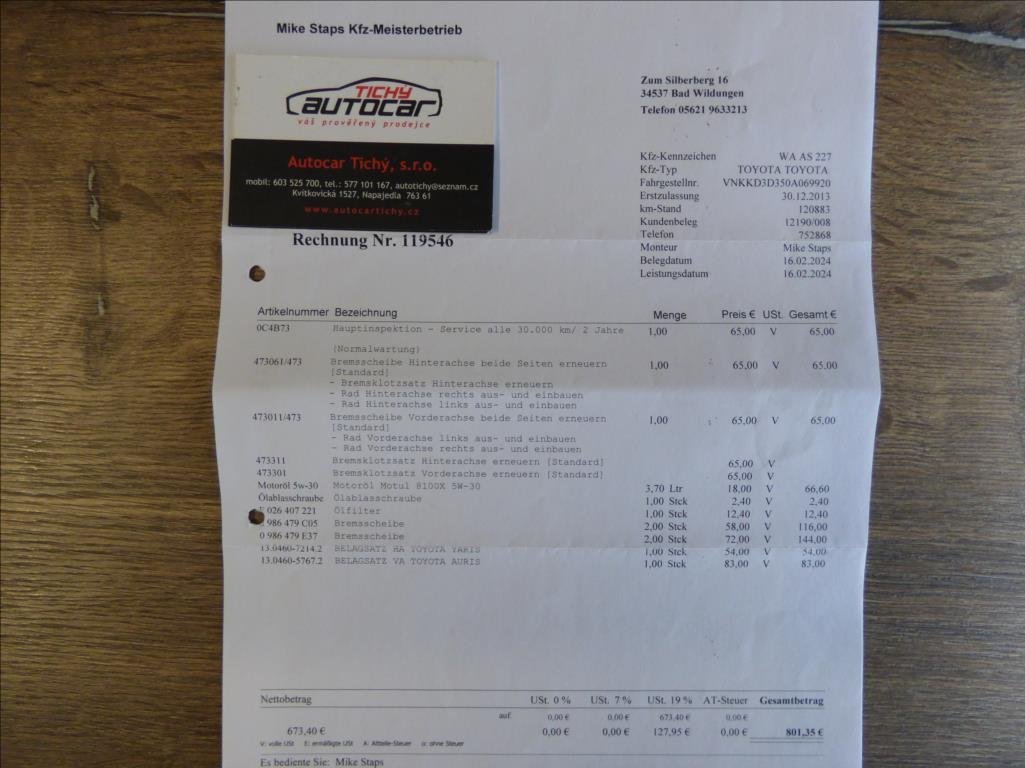 Mike Staps Kfz-Meisterbetrieb
TICHÝ
autocar
váš prověřený prodejce
Autocar Tichý, s.r.o.
mobil: 603 525 700, tel.: 577 101 167, autotichy@seznam.cz
Kvítkovická 1527, Napajedla 763 61
www.autocartichy.cz
Zum Silberberg 16
34537 Bad Wildungen
Telefon 05621 9633213
Kfz-Kennzeichen WA AS 227
Kfz-Typ TOYOTA TOYOTA
Fahrgestellnr. VNKKD3D350A069920
Erstzulassung 30.12.2013
km-Stand 120883
Kundenbeleg 12190/008
Telefon 752868
Monteur Mike Staps
Belegdatum 16.02.2024
Leistungsdatum 16.02.2024
Rechnung Nr. 119546
Artikelnummer Bezeichnung Menge Preis € USt. Gesamt €
0C4B73 Hauptinspektion - Service alle 30.000 km/ 2 Jahre 1,00 65,00 V 65,00
(Normalwartung)
473061/473 Bremsscheibe Hinterachse beide Seiten erneuern 1,00 65,00 V 65,00
[Standard]
- Bremsklotzsatz Hinterachse erneuern
- Rad Hinterachse rechts aus- und einbauen
- Rad Hinterachse links aus- und einbauen
473011/473 Bremsscheibe Vorderachse beide Seiten erneuern 1,00 65,00 V 65,00
[Standard]
- Rad Vorderachse links aus- und einbauen
- Rad Vorderachse rechts aus- und einbauen
473311 Bremsklotzsatz Hinterachse erneuern [Standard] 65,00 V
473301 Bremsklotzsatz Vorderachse erneuern [Standard] 65,00 V
Motoröl 5w-30 Motoröl Motul 8100X 5W-30 3,70 Ltr 18,00 V 66,60
Ölablasschraube Ölablasschraube 1,00 Stck 2,40 V 2,40
026 407 221 Ölfilter 1,00 Stck 12,40 V 12,40
986 479 C05 Bremsscheibe 2,00 Stck 58,00 V 116,00
0 986 479 E37 Bremsscheibe 2,00 Stck 72,00 V 144,00
13.0460-7214.2 BELAGSATZ HA TOYOTA YARIS 1,00 Stck 54,00 V 54,00
13.0460-5767.2 BELAGSATZ VA TOYOTA AURIS 1,00 Stck 83,00 V 83,00
Nettobetrag USt. 0 % USt. 7 % USt. 19 % AT-Steuer Gesamtbetrag
auf 0,00 € 0,00 € 673,40 € 0,00 €
673,40 € 0,00 € 0,00 € 127,95 € 0,00 € 801,35 €
V: volle USt E: ermäßigte USt A: Altteile-Steuer o: ohne Steuer
Es bediente Sie: Mike Staps